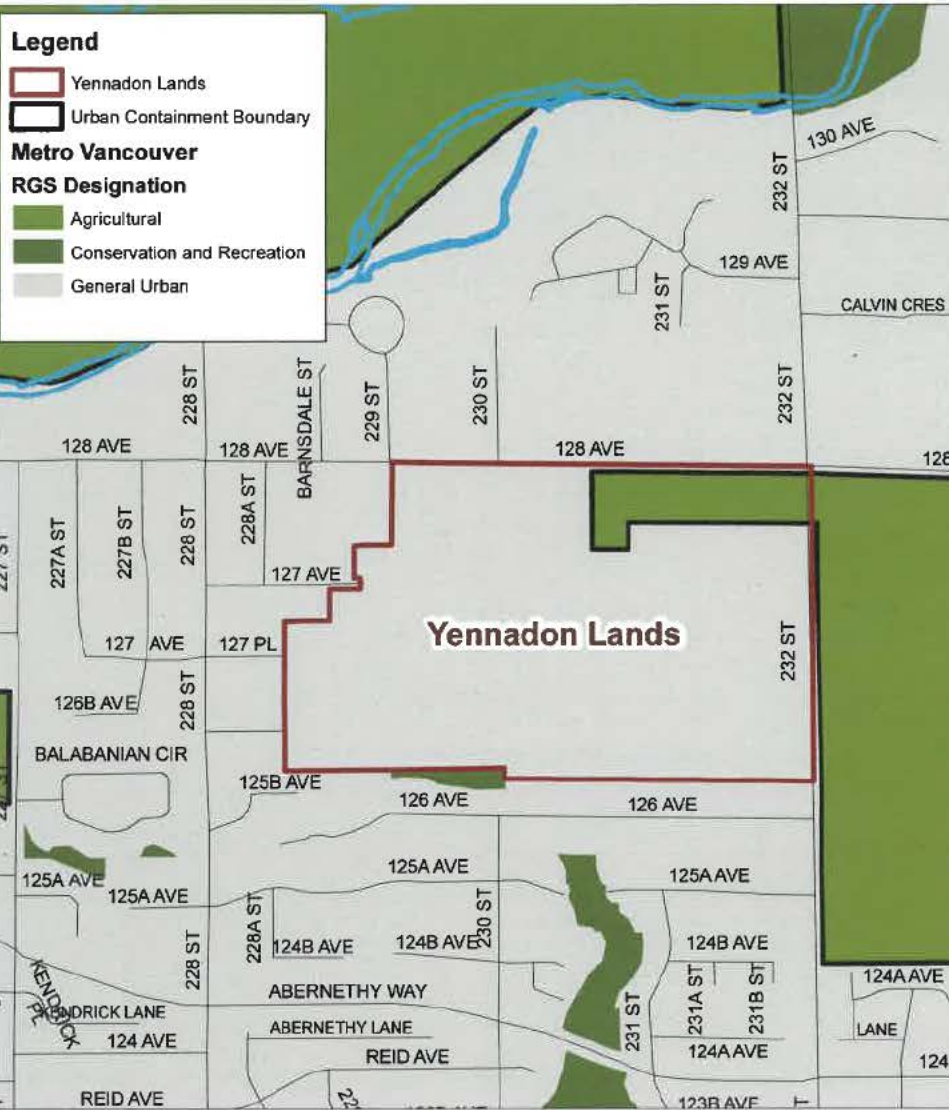 Legend
Yennadon Lands
Urban Containment Boundary
Metro Vancouver
RGS Designation
Agricultural
Conservation and Recreation
General Urban
130 AVE
232 ST
129 AVE
231 ST
CALVIN CRES
228 ST
BARNSDALE ST
229 ST
230 ST
232 ST
128 AVE
128 AVE
128 AVE
128
227A ST
227B ST
228 ST
228A ST
127 AVE
Yennadon Lands
127 AVE
127 PL
232 ST
126B AVE
228 ST
BALABANIAN CIR
125B AVE
126 AVE
126 AVE
125A AVE
125A AVE
125A AVE
125A AVE
228A ST
230 ST
228 ST
124B AVE
124B AVE
124B AVE
124A AVE
231A ST
231B ST
KENDRICK PL
KENDRICK LANE
ABERNETHY WAY
231 ST
LANE
124 AVE
ABERNETHY LANE
124A AVE
REID AVE
124
REID AVE
123B AVE